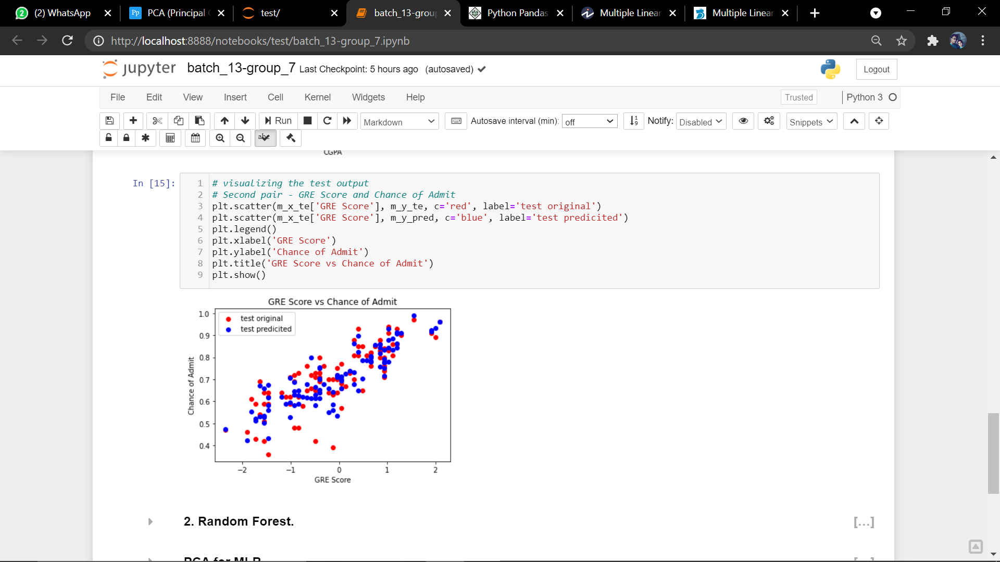 (2) WhatsApp
PCA (Principal
test/
batch_13-grou
Python Pandas
Multiple Linear
Multiple Linear
http://localhost:8888/notebooks/test/batch_13-group_7.ipynb
jupyter batch_13-group_7 Last Checkpoint: 5 hours ago (autosaved)
Logout
File Edit View Insert Cell Kernel Widgets Help
Trusted
Python 3
Run
Markdown
Autosave interval (min): off
Notify: Disabled
Snippets
CGPA
In [15]:
1 # visualizing the test output
2 # Second pair - GRE Score and Chance of Admit
3 plt.scatter(m_x_te['GRE Score'], m_y_te, c='red', label='test original')
4 plt.scatter(m_x_te['GRE Score'], m_y_pred, c='blue', label='test predicited')
5 plt.legend()
6 plt.xlabel('GRE Score')
7 plt.ylabel('Chance of Admit')
8 plt.title('GRE Score vs Chance of Admit')
9 plt.show()
GRE Score vs Chance of Admit
test original
test predicited
1.0
0.9
0.8
0.7
0.6
0.5
0.4
Chance of Admit
−2 −1 0 1 2
GRE Score
2. Random Forest.
[...]
PCA for MLR